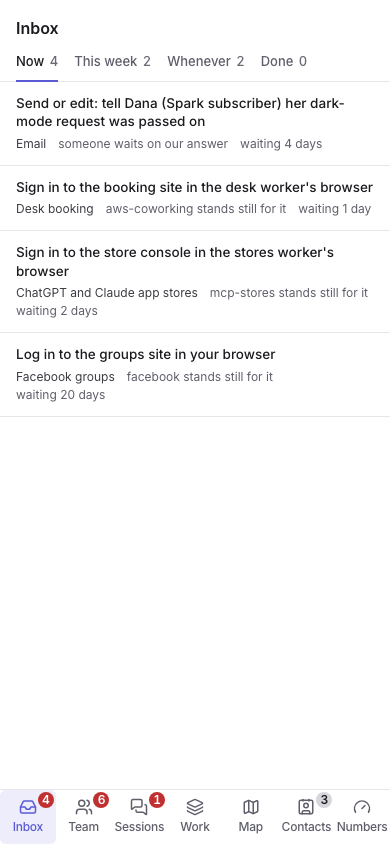 Inbox
Now 4 This week 2 Whenever 2 Done 0
Send or edit: tell Dana (Spark subscriber) her dark-
mode request was passed on
Email someone waits on our answer waiting 4 days
Sign in to the booking site in the desk worker's browser
Desk booking aws-coworking stands still for it waiting 1 day
Sign in to the store console in the stores worker's
browser
ChatGPT and Claude app stores mcp-stores stands still for it
waiting 2 days
Log in to the groups site in your browser
Facebook groups facebook stands still for it
waiting 20 days
4 6 1 3
Inbox Team Sessions Work Map Contacts Numbers